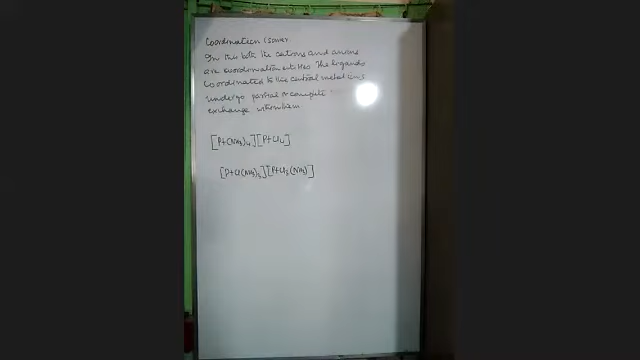 Coordination isomer
In this both the cations and anions
are coordination entities The ligands
coordinated to the central metal ions
undergo partial or complete
exchange
[Pt(NH3)4][PtCl4]
[PtCl(NH3)3][PtCl3(NH3)]